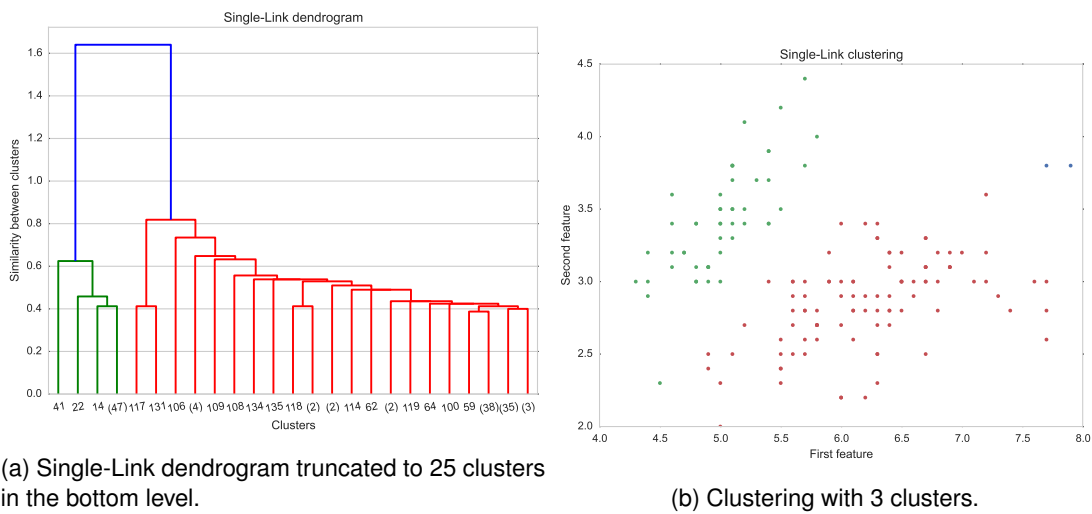 Single-Link dendrogram
Similarity between clusters
1.6
1.4
1.2
1.0
0.8
0.6
0.4
0.2
0.0
41 22 14 (47) 117 131 106 (4) 109 108 134 135 118 (2) (2) 114 62 (2) 119 64 100 59 (38) (35) (3)
Clusters
(a) Single-Link dendrogram truncated to 25 clusters
in the bottom level.
Single-Link clustering
Second feature
4.5
4.0
3.5
3.0
2.5
2.0
4.0 4.5 5.0 5.5 6.0 6.5 7.0 7.5 8.0
First feature
(b) Clustering with 3 clusters.